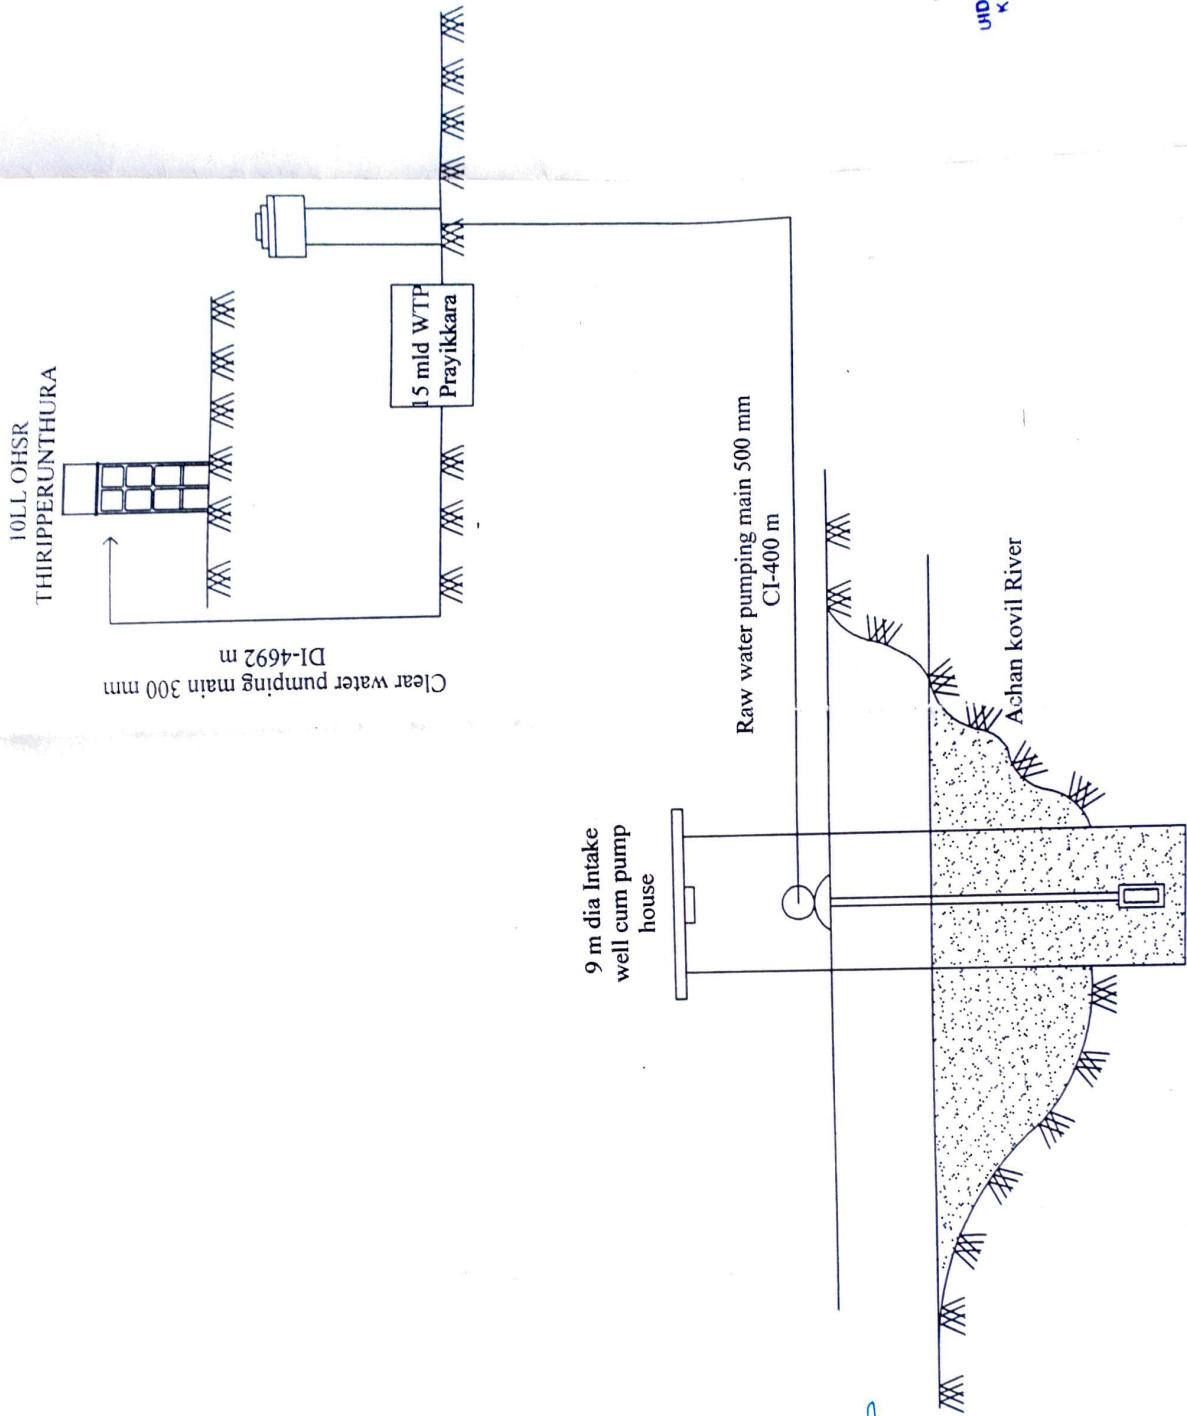 10LL OHSR
THIRIPPERUNTHURA
Clear water pumping main 300 mm
DI-4692 m
15 mld WTP
Prayikkara
Raw water pumping main 500 mm
CI-400 m
9 m dia Intake
well cum pump
house
Achan kovil River
UID
K